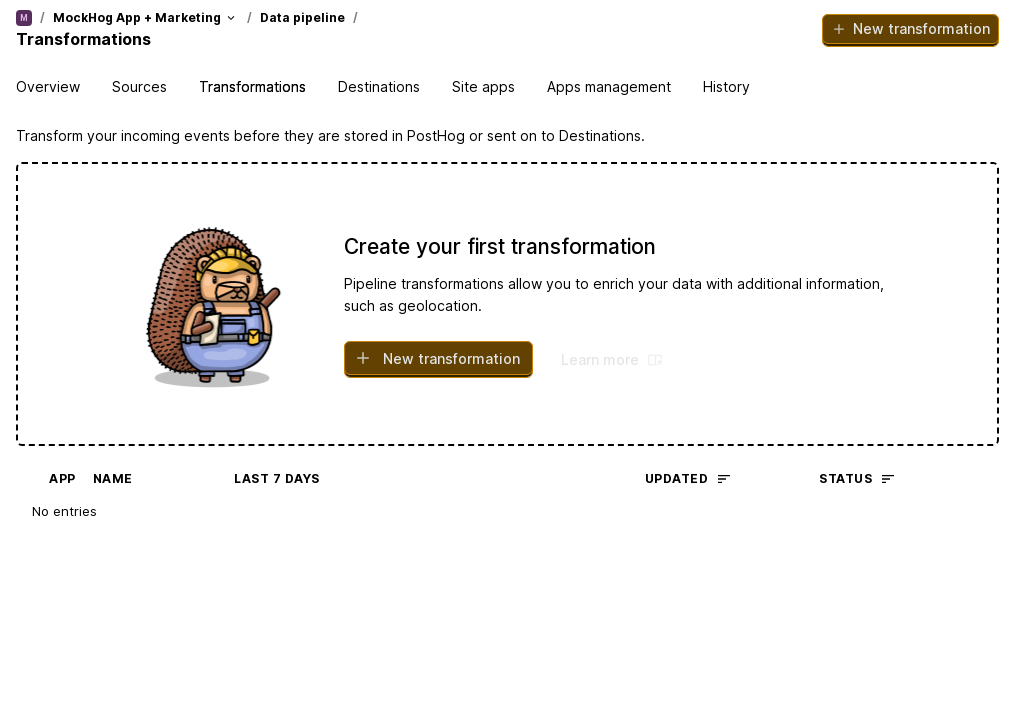 M / MockHog App + Marketing / Data pipeline /
Transformations
New transformation
Overview Sources Transformations Destinations Site apps Apps management History
Transform your incoming events before they are stored in PostHog or sent on to Destinations.
Create your first transformation
Pipeline transformations allow you to enrich your data with additional information,
such as geolocation.
New transformation Learn more
APP NAME LAST 7 DAYS UPDATED STATUS
No entries